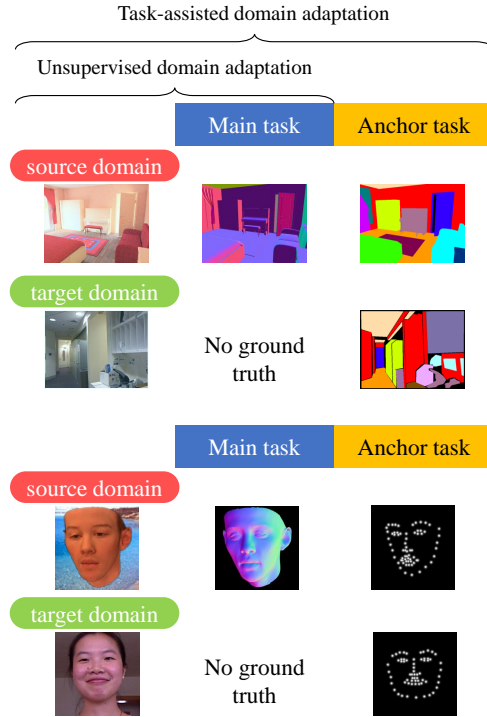 Task-assisted domain adaptation
Unsupervised domain adaptation
Main task
Anchor task
source domain
target domain
No ground
truth
Main task
Anchor task
source domain
target domain
No ground
truth